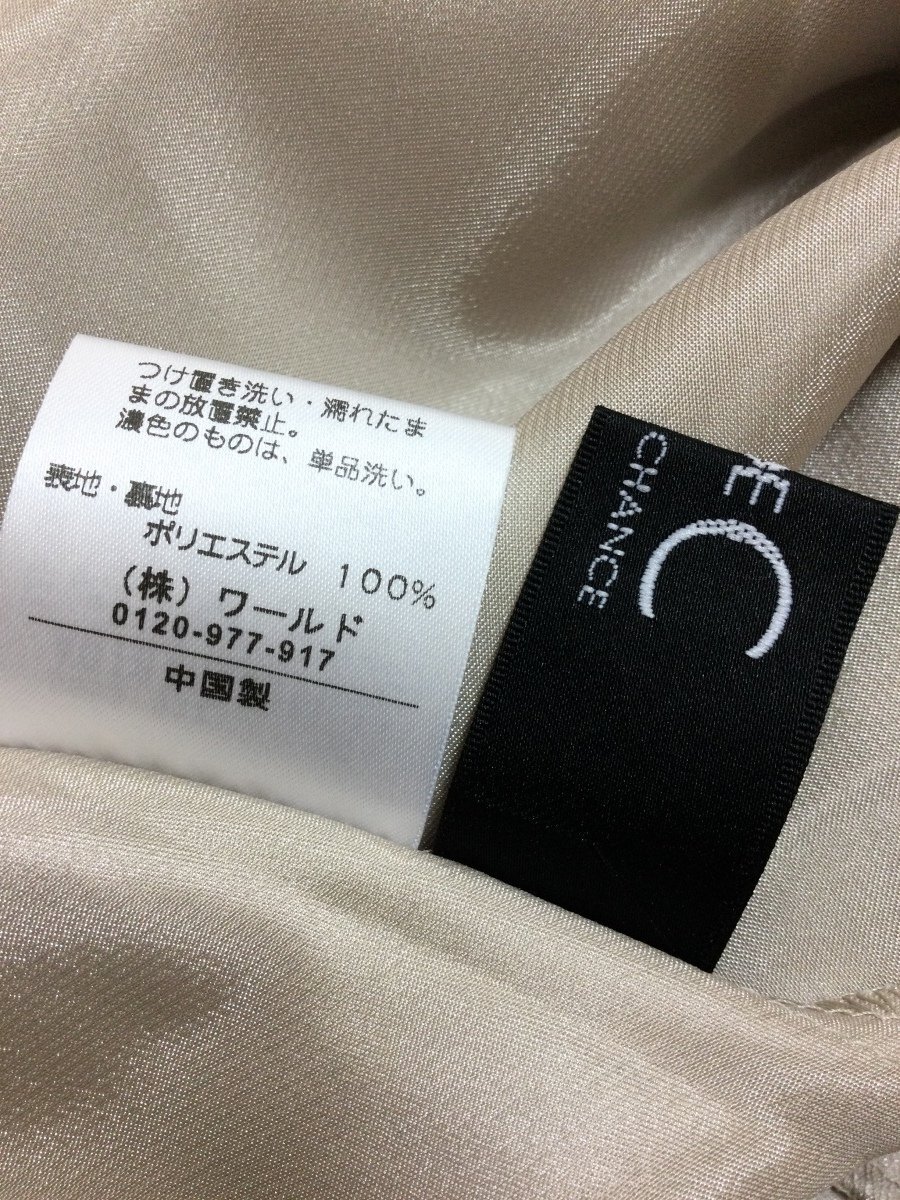 つけ置き洗い・濡れたま
まの放置禁止。
濃色のものは、単品洗い。
表地・裏地
ポリエステル 100%
(株)ワールド
0120-977-917
中国製
C
CHANCE